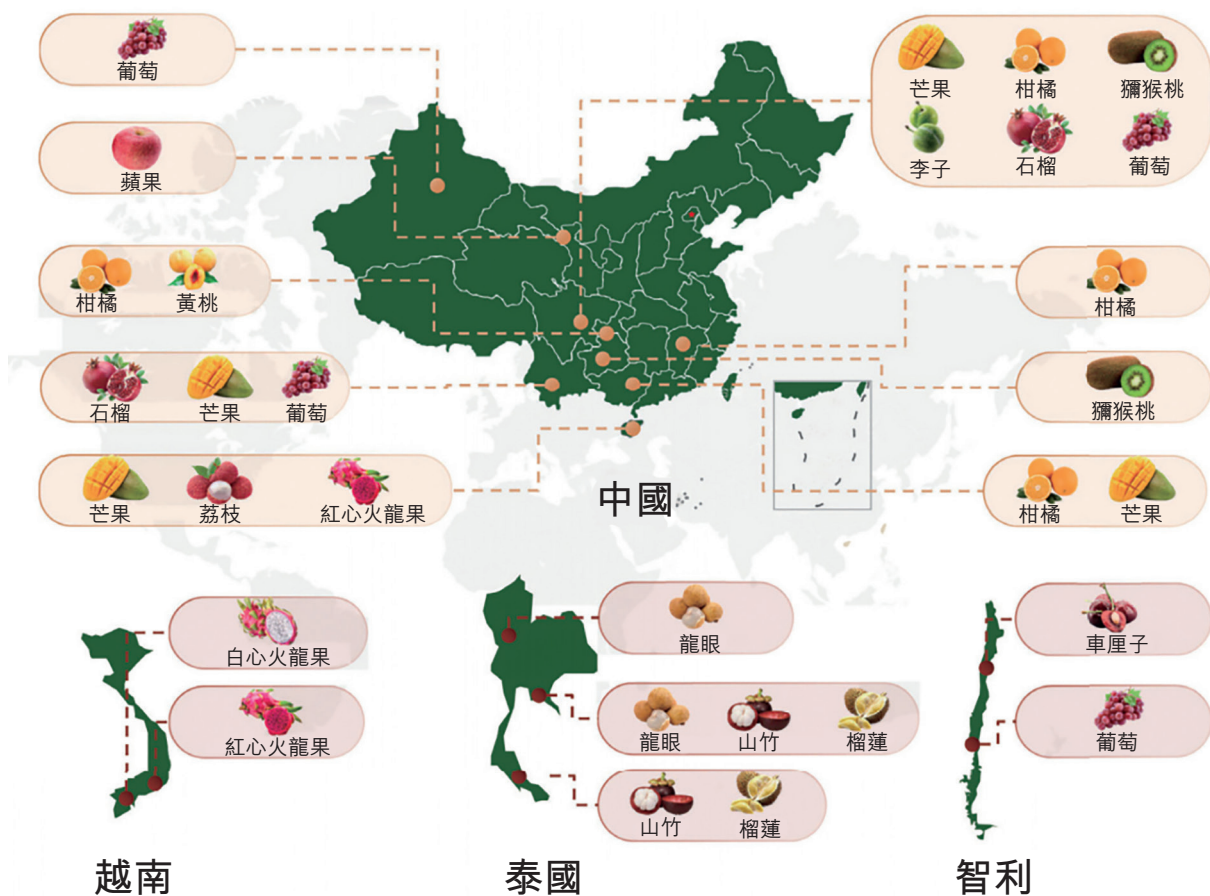 葡萄
蘋果
柑橘 黃桃
石榴 芒果 葡萄
芒果 荔枝 紅心火龍果
芒果 柑橘 獼猴桃
李子 石榴 葡萄
柑橘
獼猴桃
柑橘 芒果
中國
白心火龍果
紅心火龍果
越南
龍眼
龍眼 山竹 榴蓮
山竹 榴蓮
泰國
車厘子
葡萄
智利